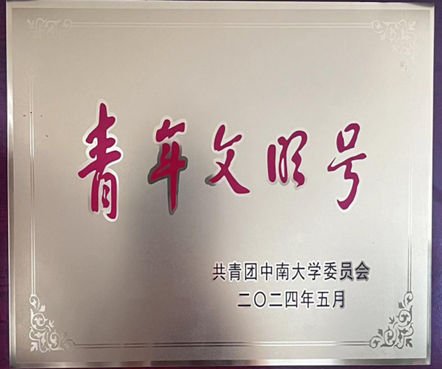 青年文明号
共青团中南大学委员会
二〇二四年五月